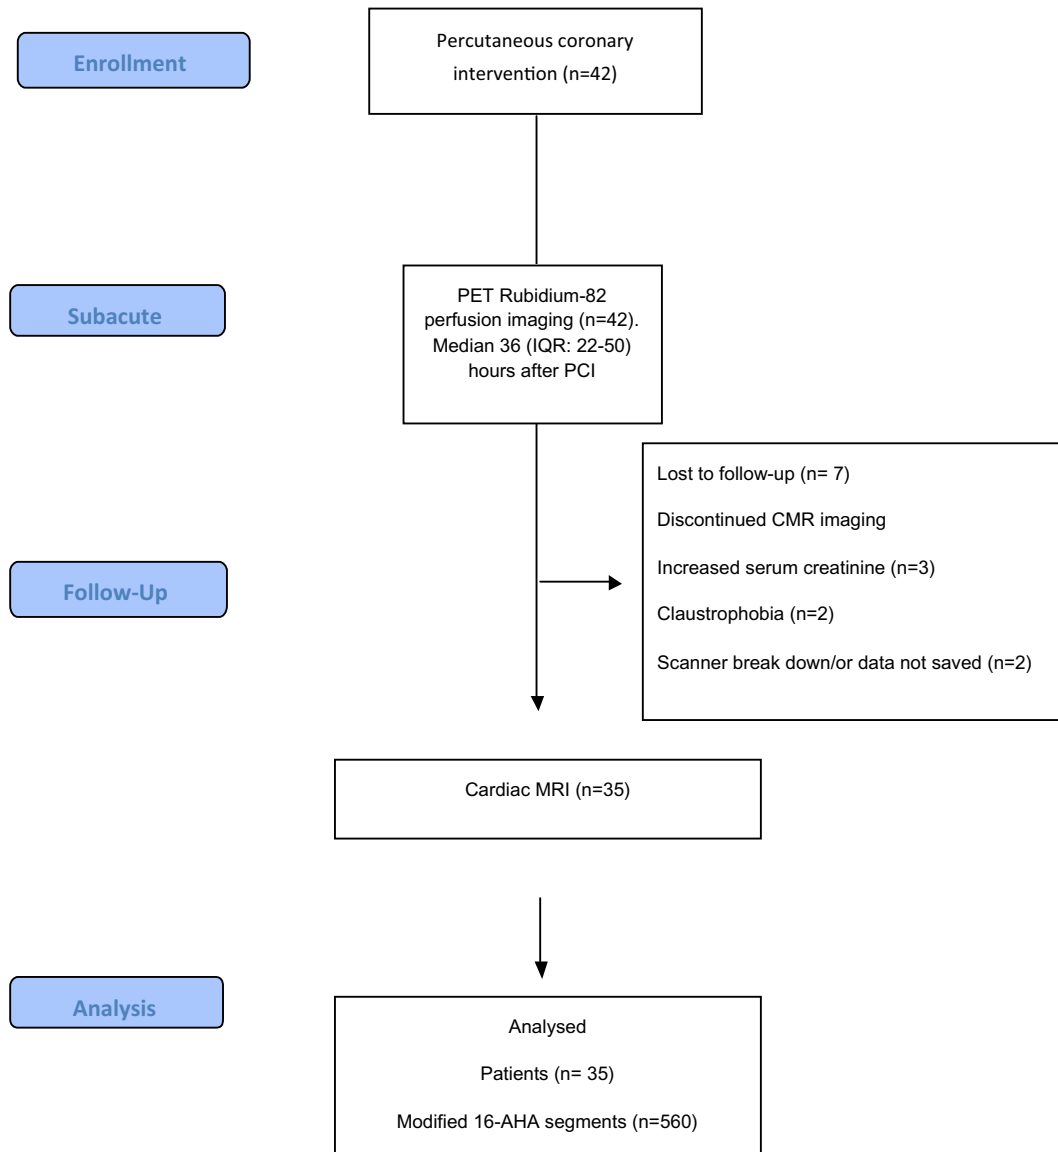 Enrollment
Percutaneous coronary
intervention (n=42)
Subacute
PET Rubidium-82
perfusion imaging (n=42).
Median 36 (IQR: 22-50)
hours after PCI
Lost to follow-up (n= 7)
Discontinued CMR imaging
Increased serum creatinine (n=3)
Claustrophobia (n=2)
Scanner break down/or data not saved (n=2)
Follow-Up
Cardiac MRI (n=35)
Analysis
Analysed
Patients (n= 35)
Modified 16-AHA segments (n=560)